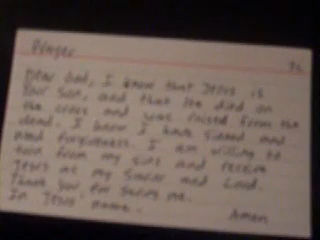 Prayer
Dear God, I know that Jesus is
Your Son, and that He died on
the cross and was raised from the
dead. I know I have sinned and
need forgiveness. I am willing to
turn from my sins and receive
Jesus as my Savior and Lord.
Thank you for saving me.
In Jesus' name.
Amen